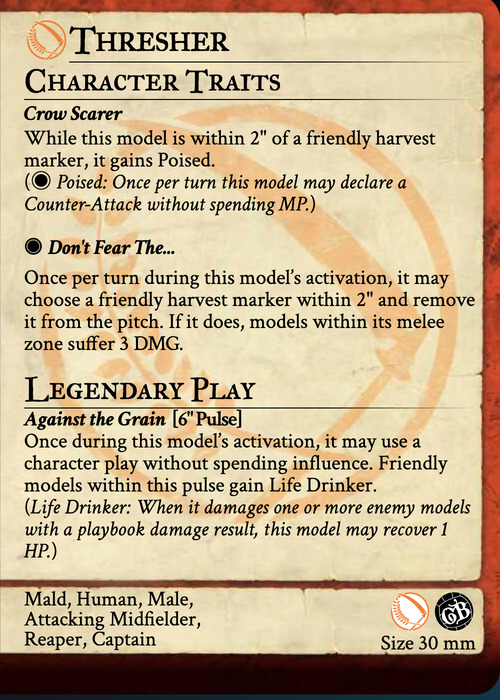 Thresher
Character Traits
Crow Scarer
While this model is within 2" of a friendly harvest
marker, it gains Poised.
(◉ Poised: Once per turn this model may declare a
Counter-Attack without spending MP.)
◉ Don't Fear The...
Once per turn during this model's activation, it may
choose a friendly harvest marker within 2" and remove
it from the pitch. If it does, models within its melee
zone suffer 3 DMG.
Legendary Play
Against the Grain [6" Pulse]
Once during this model's activation, it may use a
character play without spending influence. Friendly
models within this pulse gain Life Drinker.
(Life Drinker: When it damages one or more enemy models
with a playbook damage result, this model may recover 1
HP.)
Mald, Human, Male,
Attacking Midfielder,
Reaper, Captain
GB
Size 30 mm